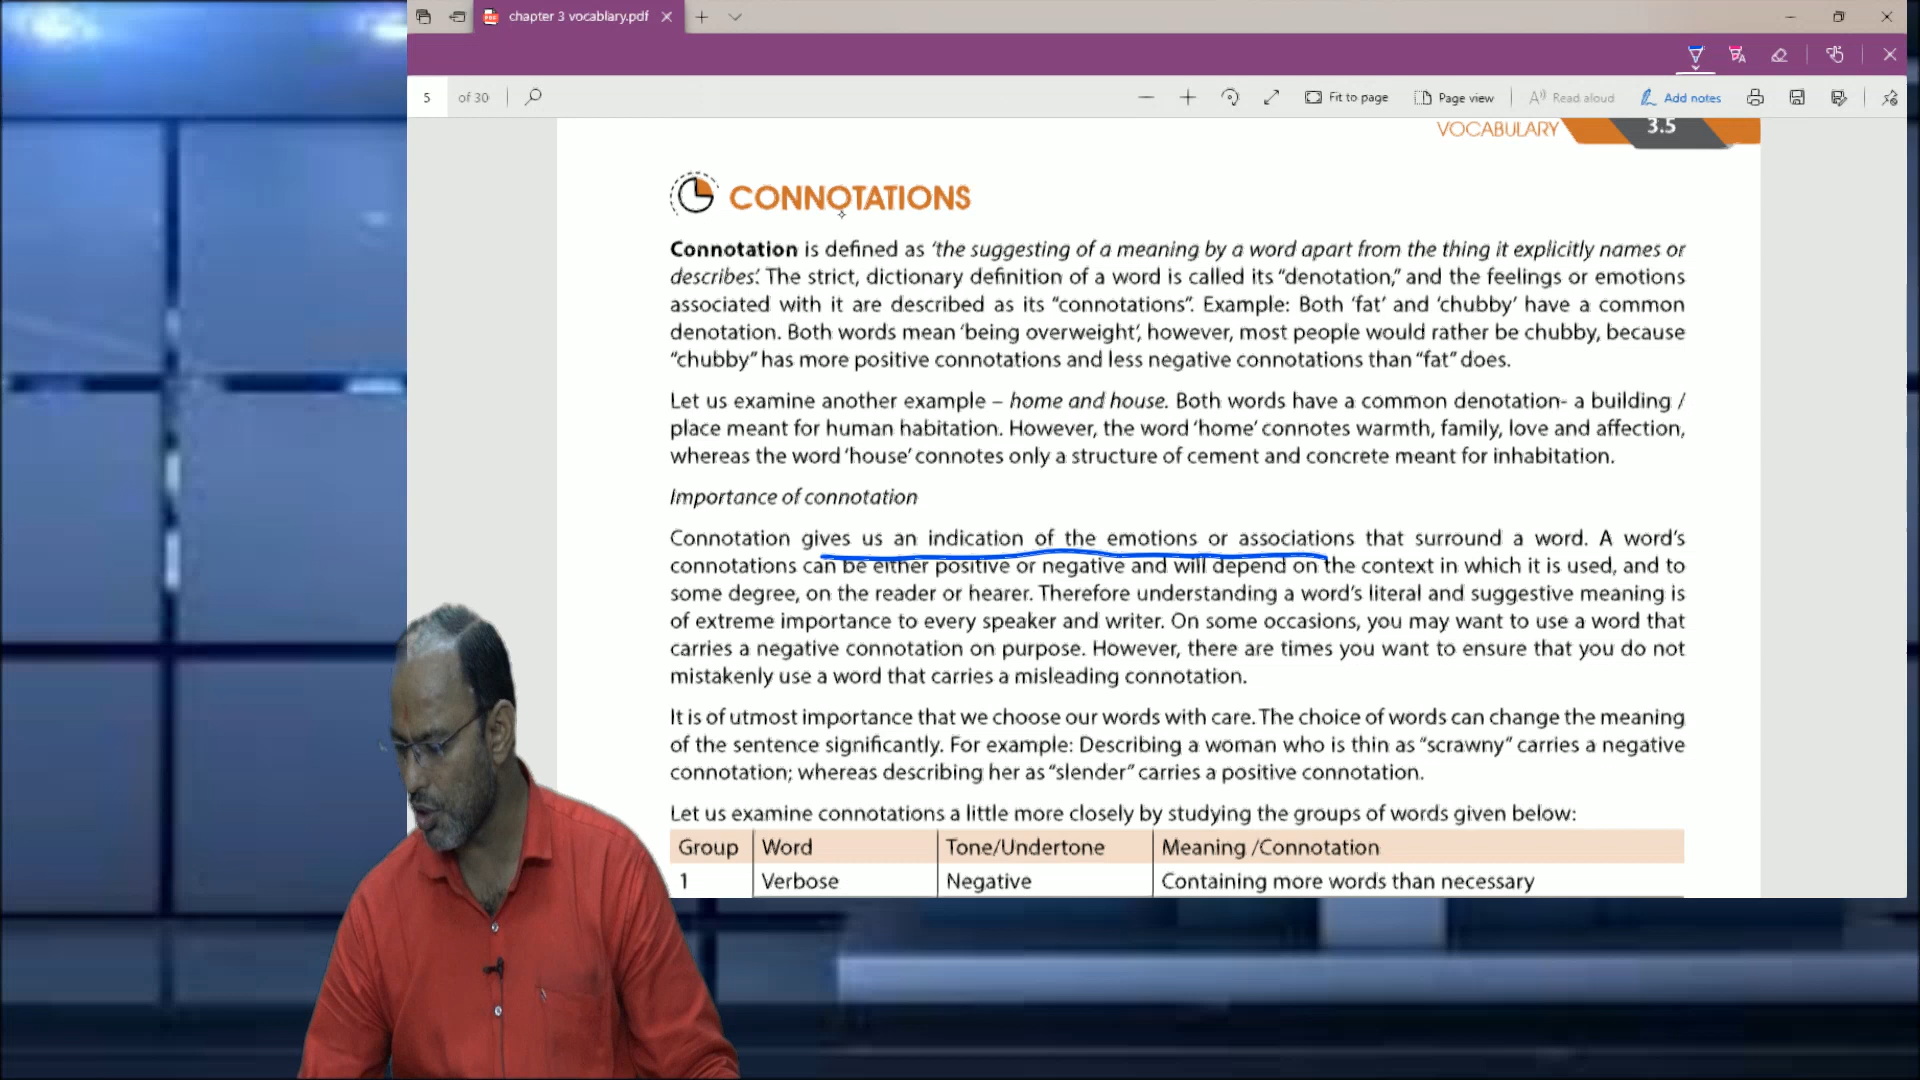 chapter 3 vocablary.pdf
5 of 30 Fit to page Page view Read aloud Add notes
VOCABULARY 3.5
CONNOTATIONS
Connotation is defined as ‘the suggesting of a meaning by a word apart from the thing it explicitly names or
describes’. The strict, dictionary definition of a word is called its “denotation,” and the feelings or emotions
associated with it are described as its “connotations”. Example: Both ‘fat’ and ‘chubby’ have a common
denotation. Both words mean ‘being overweight’, however, most people would rather be chubby, because
“chubby” has more positive connotations and less negative connotations than “fat” does.
Let us examine another example – home and house. Both words have a common denotation- a building /
place meant for human habitation. However, the word ‘home’ connotes warmth, family, love and affection,
whereas the word ‘house’ connotes only a structure of cement and concrete meant for inhabitation.
Importance of connotation
Connotation gives us an indication of the emotions or associations that surround a word. A word’s
connotations can be either positive or negative and will depend on the context in which it is used, and to
some degree, on the reader or hearer. Therefore understanding a word’s literal and suggestive meaning is
of extreme importance to every speaker and writer. On some occasions, you may want to use a word that
carries a negative connotation on purpose. However, there are times you want to ensure that you do not
mistakenly use a word that carries a misleading connotation.
It is of utmost importance that we choose our words with care. The choice of words can change the meaning
of the sentence significantly. For example: Describing a woman who is thin as “scrawny” carries a negative
connotation; whereas describing her as “slender” carries a positive connotation.
Let us examine connotations a little more closely by studying the groups of words given below:
Group Word Tone/Undertone Meaning /Connotation
1 Verbose Negative Containing more words than necessary